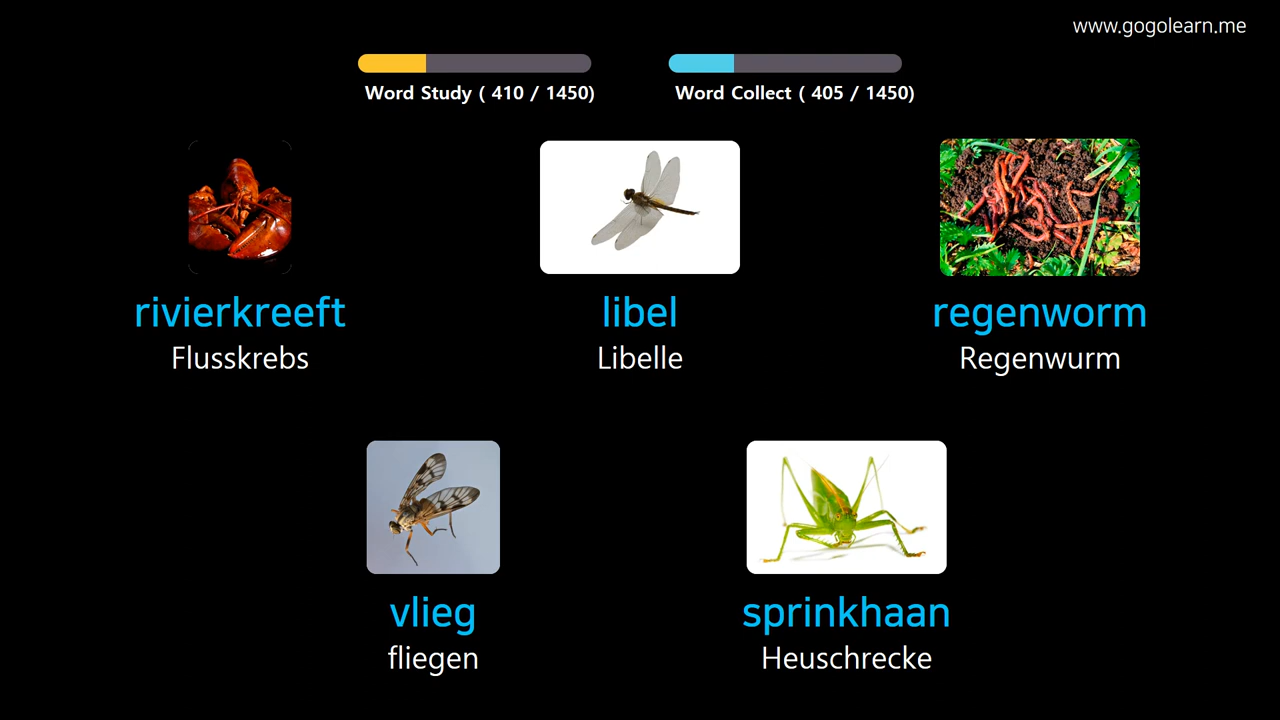 www.gogolearn.me
Word Study ( 410 / 1450)
Word Collect ( 405 / 1450)
rivierkreeft
Flusskrebs
libel
Libelle
regenworm
Regenwurm
vlieg
fliegen
sprinkhaan
Heuschrecke